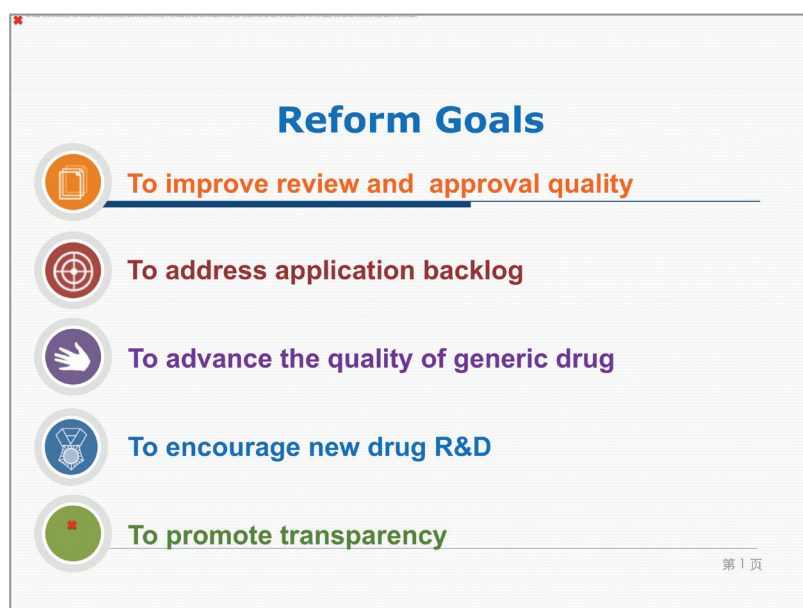 Reform Goals
To improve review and  approval quality
To address application backlog
To advance the quality of generic drug
To encourage new drug R&D
To promote transparency
第 1 页